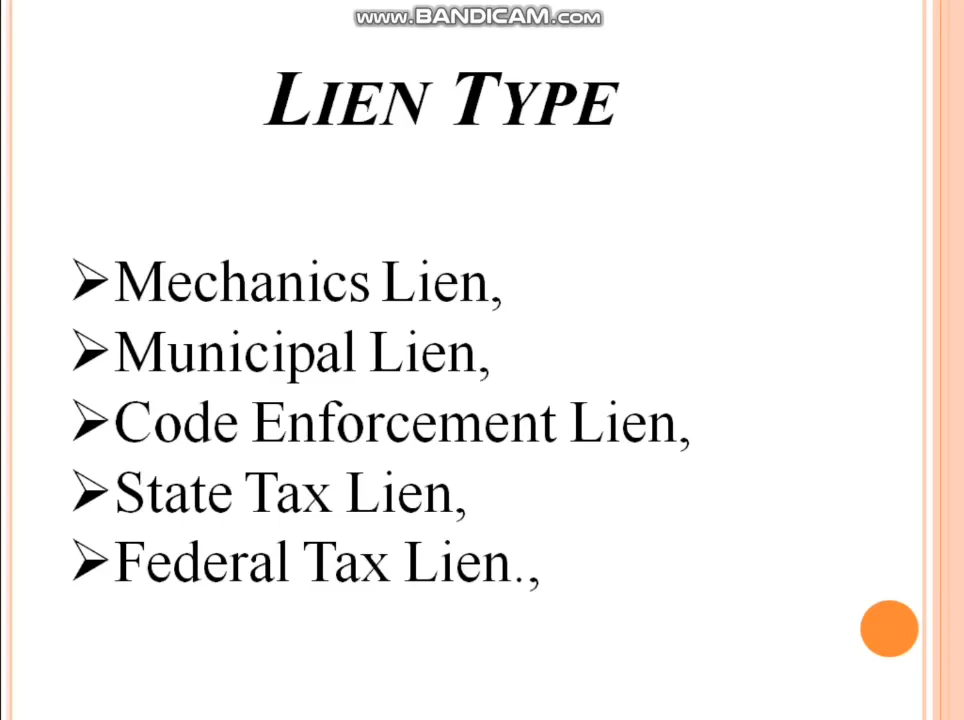 www.BANDICAM.com
LIEN TYPE
➢Mechanics Lien,
➢Municipal Lien,
➢Code Enforcement Lien,
➢State Tax Lien,
➢Federal Tax Lien.,